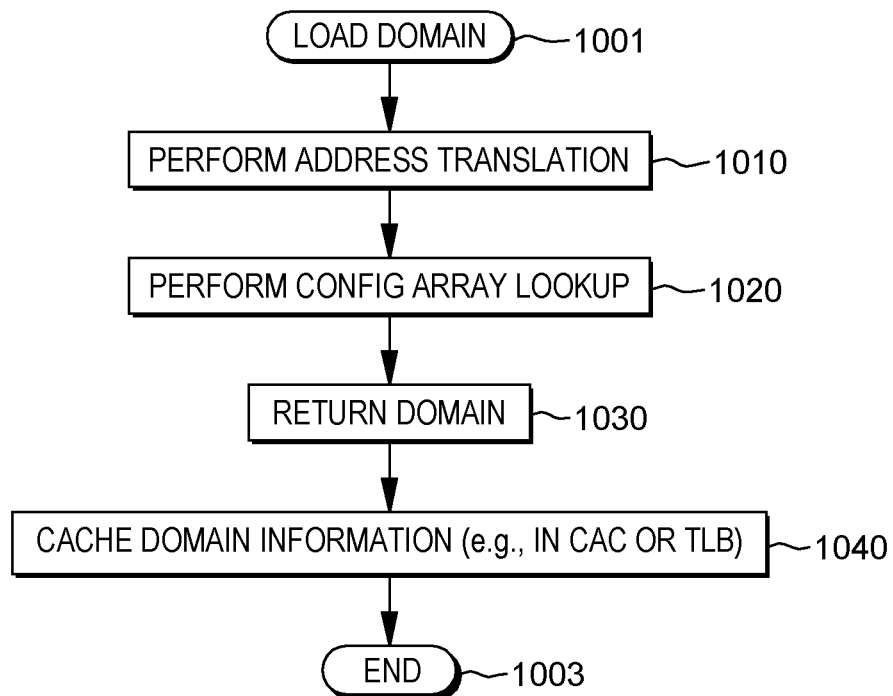 LOAD DOMAIN 1001
PERFORM ADDRESS TRANSLATION 1010
PERFORM CONFIG ARRAY LOOKUP 1020
RETURN DOMAIN 1030
CACHE DOMAIN INFORMATION (e.g., IN CAC OR TLB) 1040
END 1003